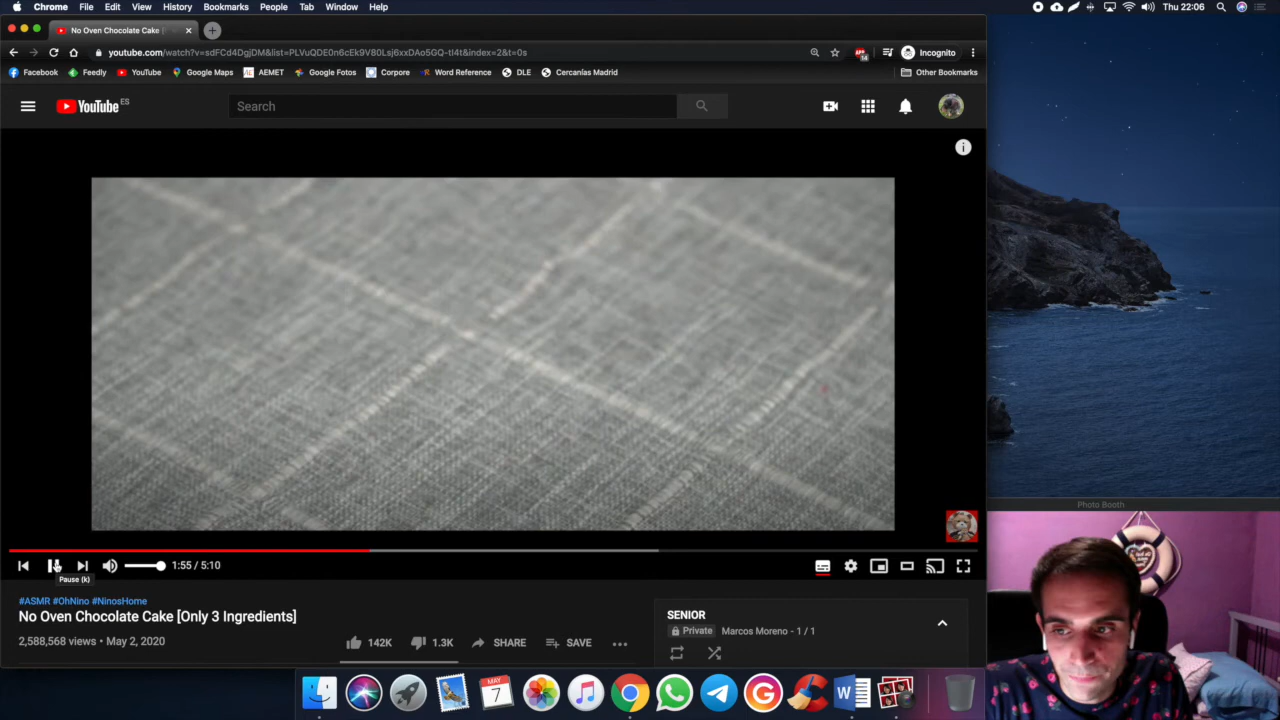 Chrome File Edit View History Bookmarks People Tab Window Help Thu 22:06
No Oven Chocolate Cake [
youtube.com/watch?v=sdFCd4DgjDM&list=PLVuQDE0n6cEk9V80Lsj6xxDAo5GQ-tI4t&index=2&t=0s Incognito
Facebook Feedly YouTube Google Maps AEMET Google Fotos Corpore Word Reference DLE Cercanías Madrid Other Bookmarks
YouTube ES Search
1:55 / 5:10
Pause (k)
#ASMR #OhNino #NinosHome
No Oven Chocolate Cake [Only 3 Ingredients]
2,588,568 views • May 2, 2020
142K 1.3K SHARE SAVE
SENIOR
Private Marcos Moreno - 1 / 1
Photo Booth
MAY
7